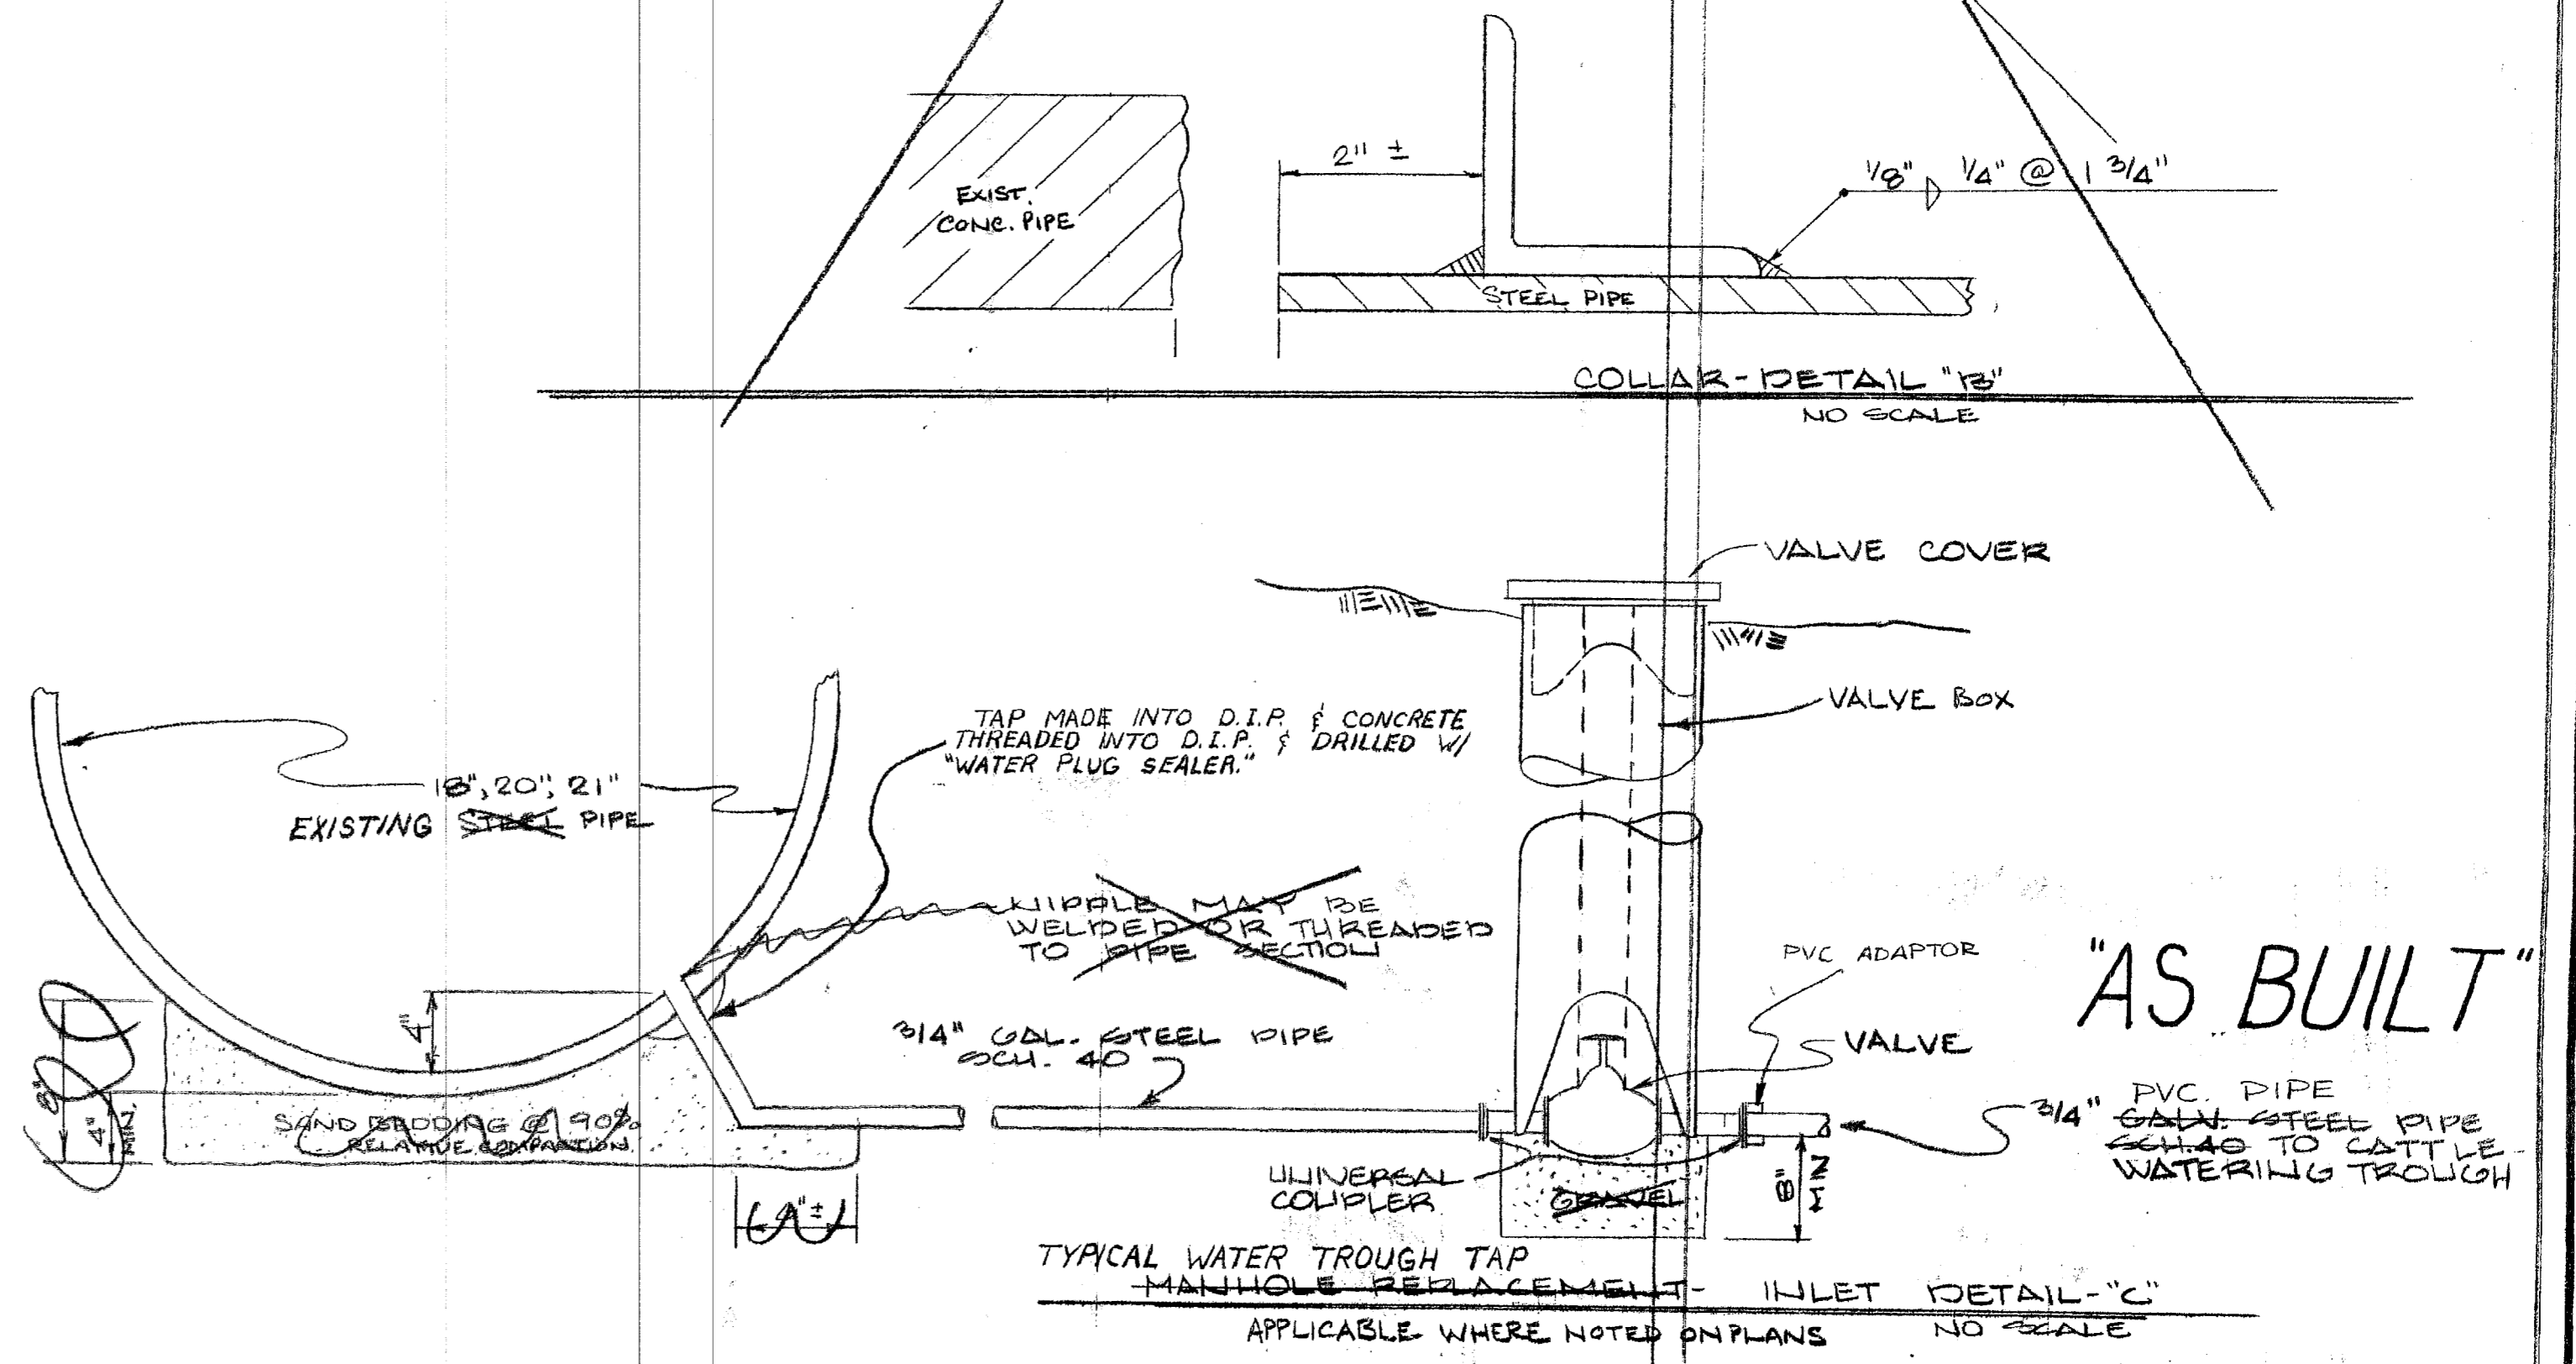 2" ±
1/8" 1/4" @ 1 3/4"
EXIST.
CONC. PIPE
STEEL PIPE
COLLAR-DETAIL "B"
NO SCALE
VALVE COVER
VALVE BOX
TAP MADE INTO D.I.P. & CONCRETE
THREADED INTO D.I.P. & DRILLED W/
"WATER PLUG SEALER."
18", 20", 21"
EXISTING STEEL PIPE
NIPPLE MAY BE
WELDED OR THREADED
TO PIPE SECTION
PVC ADAPTOR
"AS BUILT"
VALVE
4"
3/4" GAL. STEEL PIPE
SCH. 40
8"
4" MIN.
SAND BEDDING @ 90%
RELATIVE COMPACTION
PVC. PIPE
3/4" GALV. STEEL PIPE
SCH.40 TO CATTLE
WATERING TROUGH
UNIVERSAL
COUPLER
GRAVEL
8" MIN
4" ±
TYPICAL WATER TROUGH TAP
MANHOLE REPLACEMENT- INLET DETAIL-"C"
APPLICABLE WHERE NOTED ON PLANS
NO SCALE